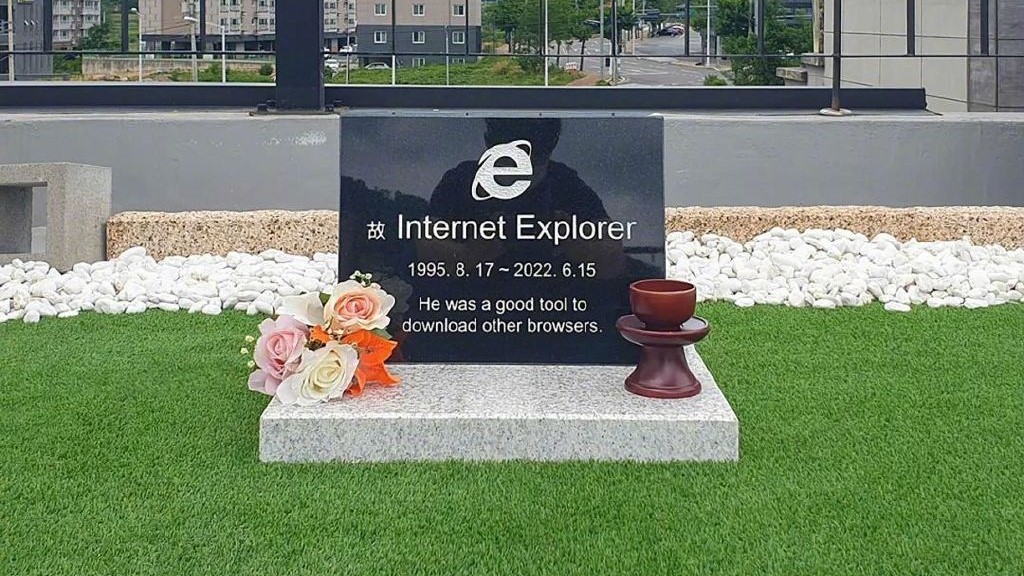 e
故 Internet Explorer
1995. 8. 17 ~ 2022. 6.15
He was a good tool to
download other browsers.